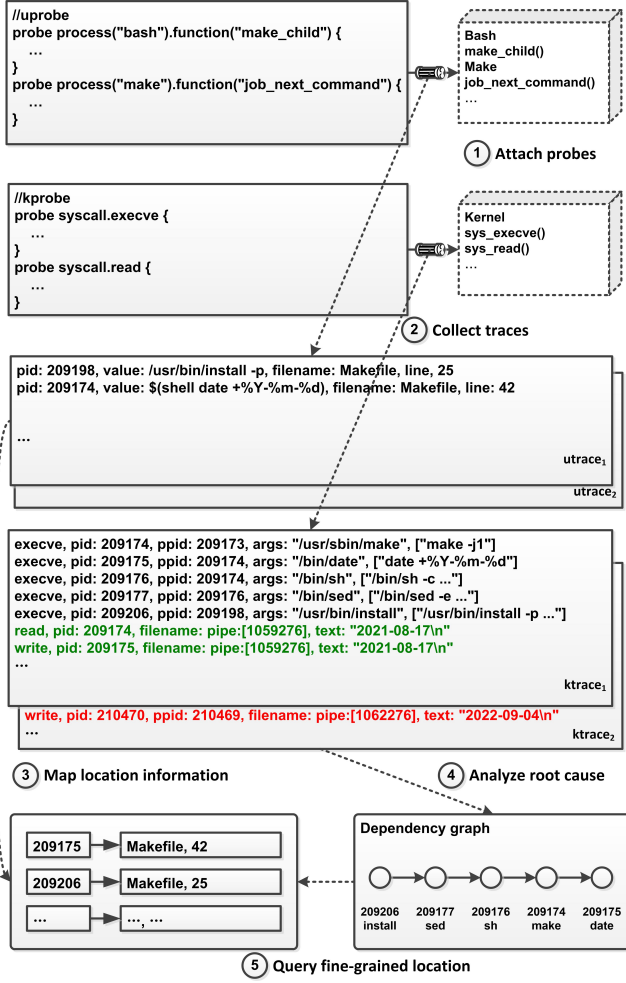 //uprobe
probe process("bash").function("make_child") {
...
}
probe process("make").function("job_next_command") {
...
}
Bash
make_child()
Make
job_next_command()
...
1 Attach probes
//kprobe
probe syscall.execve {
...
}
probe syscall.read {
...
}
Kernel
sys_execve()
sys_read()
...
2 Collect traces
pid: 209198, value: /usr/bin/install -p, filename: Makefile, line, 25
pid: 209174, value: $(shell date +%Y-%m-%d), filename: Makefile, line: 42
...
utrace1
utrace2
execve, pid: 209174, ppid: 209173, args: "/usr/sbin/make", ["make -j1"]
execve, pid: 209175, ppid: 209174, args: "/bin/date", ["date +%Y-%m-%d"]
execve, pid: 209176, ppid: 209174, args: "/bin/sh", ["/bin/sh -c ..."]
execve, pid: 209177, ppid: 209176, args: "/bin/sed", ["/bin/sed -e ...]
execve, pid: 209206, ppid: 209198, args: "/usr/bin/install", ["/usr/bin/install -p ..."]
read, pid: 209174, filename: pipe:[1059276], text: "2021-08-17\n"
write, pid: 209175, filename: pipe:[1059276], text: "2021-08-17\n"
...
ktrace1
write, pid: 210470, ppid: 210469, filename: pipe:[1062276], text: "2022-09-04\n"
...
ktrace2
3 Map location information
4 Analyze root cause
209175 Makefile, 42
209206 Makefile, 25
... ..., ...
Dependency graph
209206 209177 209176 209174 209175
install sed sh make date
5 Query fine-grained location